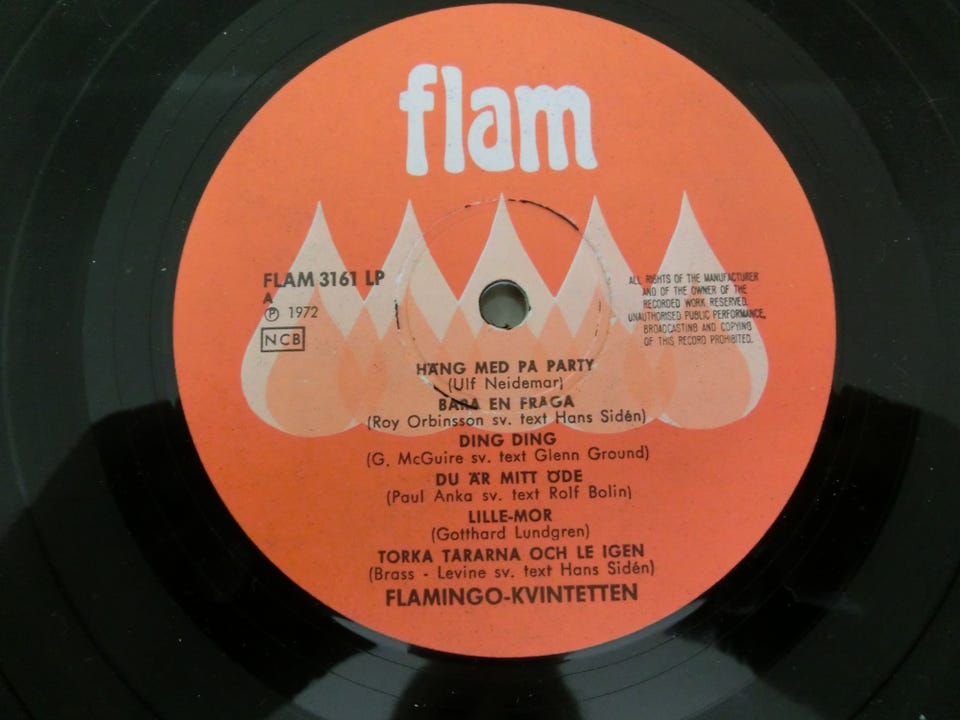 flam
FLAM 3161 LP
A
Ⓟ 1972
NCB
ALL RIGHTS OF THE MANUFACTURER
AND OF THE OWNER OF THE
RECORDED WORK RESERVED.
UNAUTHORISED PUBLIC PERFORMANCE,
BROADCASTING AND COPYING
OF THIS RECORD PROHIBITED.
HÄNG MED PA PARTY
(Ulf Neidemar)
BARA EN FRAGA
(Roy Orbinsson sv. text Hans Sidén)
DING DING
(G. McGuire sv. text Glenn Ground)
DU ÄR MITT ÖDE
(Paul Anka sv. text Rolf Bolin)
LILLE-MOR
(Gotthard Lundgren)
TORKA TARARNA OCH LE IGEN
(Brass - Levine sv. text Hans Sidén)
FLAMINGO-KVINTETTEN